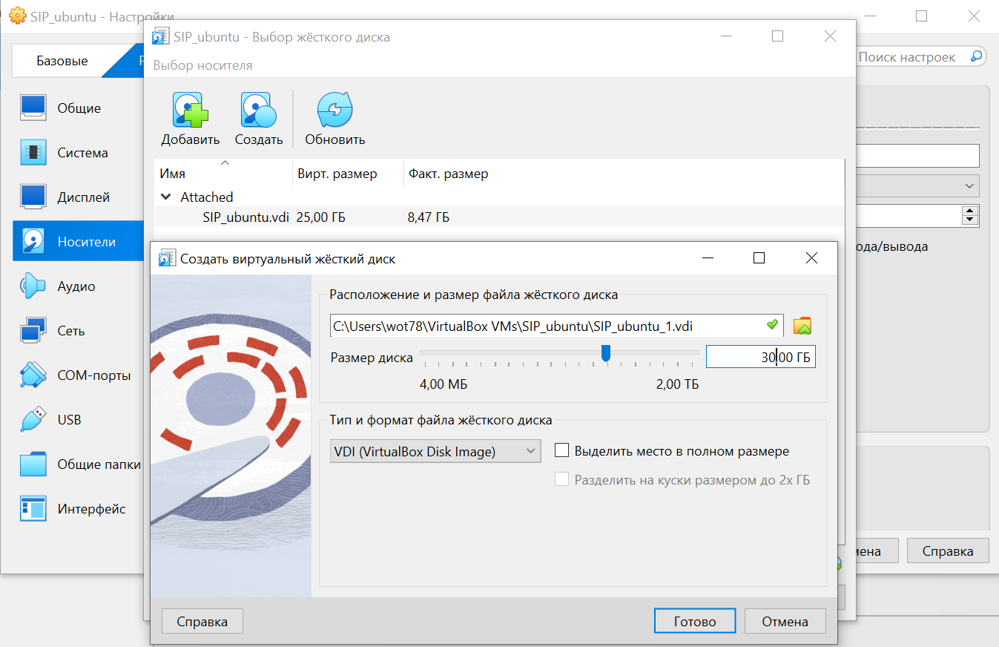 SIP_ubuntu - Настройки
SIP_ubuntu - Выбор жёсткого диска
Базовые
Выбор носителя
Поиск настроек
Общие
Система
Дисплей
Носители
Аудио
Сеть
COM-порты
USB
Общие папки
Интерфейс
Добавить Создать Обновить
Имя Вирт. размер Факт. размер
Attached
SIP_ubuntu.vdi 25,00 ГБ 8,47 ГБ
ода/вывода
Создать виртуальный жёсткий диск
Расположение и размер файла жёсткого диска
C:\Users\wot78\VirtualBox VMs\SIP_ubuntu\SIP_ubuntu_1.vdi
Размер диска 30,00 ГБ
4,00 МБ 2,00 ТБ
Тип и формат файла жёсткого диска
VDI (VirtualBox Disk Image) Выделить место в полном размере
Разделить на куски размером до 2х ГБ
мена Справка
Справка Готово Отмена